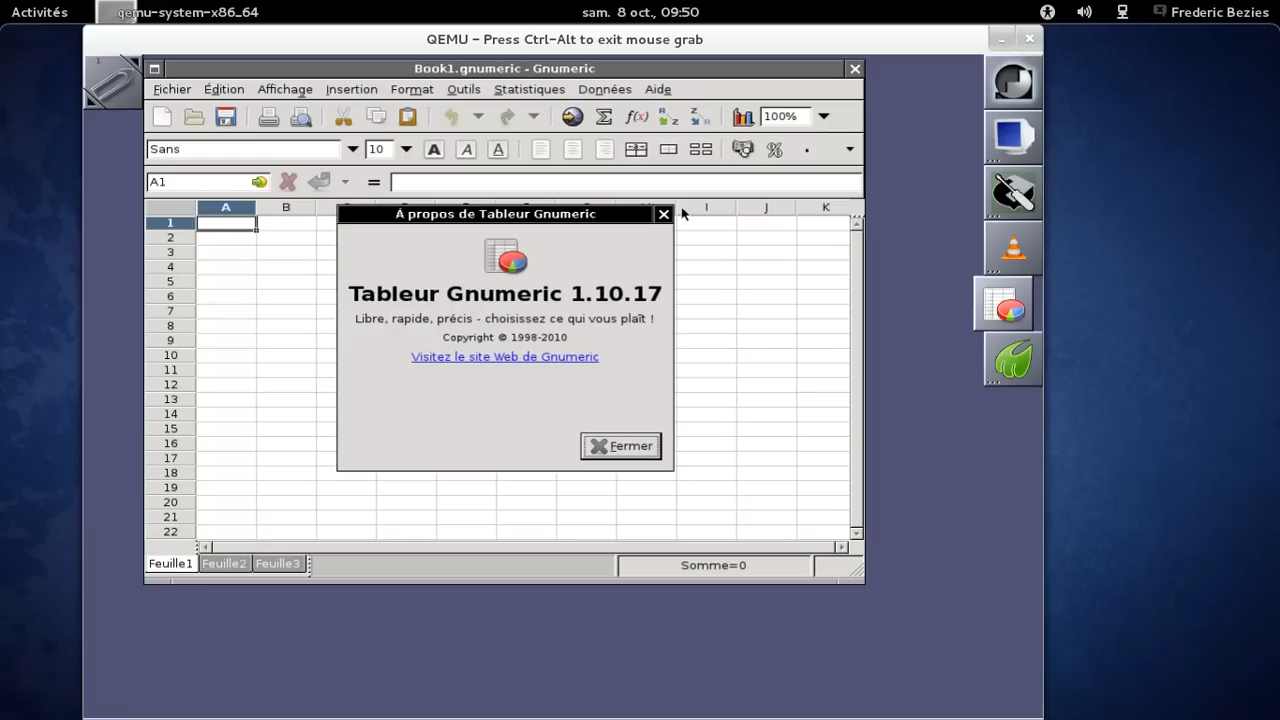 Activités qemu-system-x86_64 sam. 8 oct., 09:50 Frederic Bezies
QEMU - Press Ctrl-Alt to exit mouse grab
1
Book1.gnumeric - Gnumeric
Fichier Édition Affichage Insertion Format Outils Statistiques Données Aide
f(x) 100%
Sans 10 A A A %
A1 =
A B I J K
À propos de Tableur Gnumeric
Tableur Gnumeric 1.10.17
Libre, rapide, précis - choisissez ce qui vous plaît !
Copyright © 1998-2010
Visitez le site Web de Gnumeric
Fermer
1
2
3
4
5
6
7
8
9
10
11
12
13
14
15
16
17
18
19
20
21
22
Feuille1 Feuille2 Feuille3 Somme=0